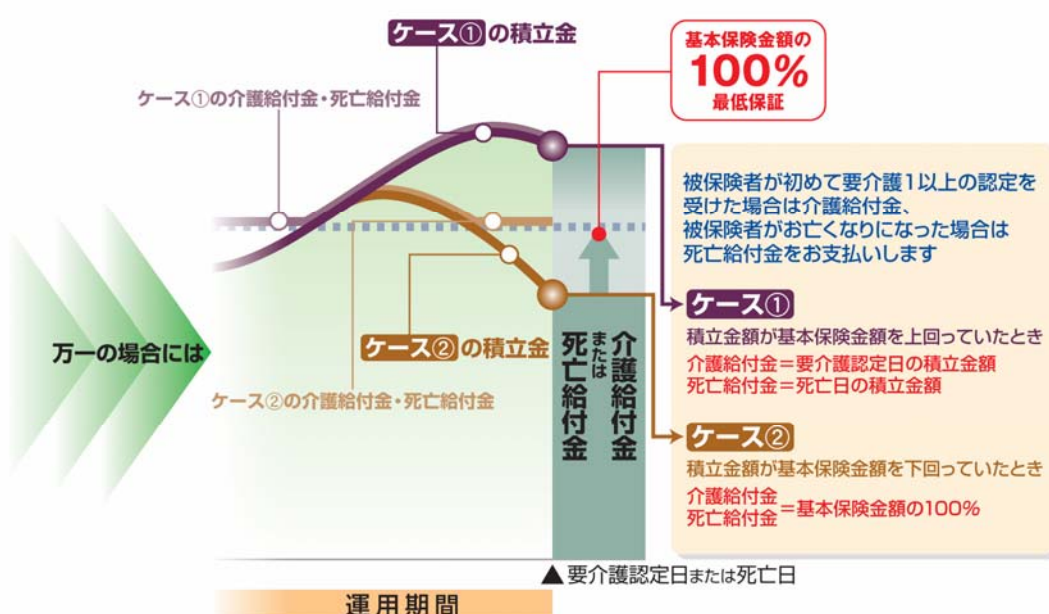 ケース①の積立金
基本保険金額の
100%
最低保証
ケース①の介護給付金・死亡給付金
被保険者が初めて要介護1以上の認定を
受けた場合は介護給付金、
被保険者がお亡くなりになった場合は
死亡給付金をお支払いします
万一の場合には
ケース②の積立金
ケース②の介護給付金・死亡給付金
介護給付金
または
死亡給付金
ケース①
積立金額が基本保険金額を上回っていたとき
介護給付金=要介護認定日の積立金額
死亡給付金=死亡日の積立金額
ケース②
積立金額が基本保険金額を下回っていたとき
介護給付金
死亡給付金=基本保険金額の100%
▲要介護認定日または死亡日
運用期間